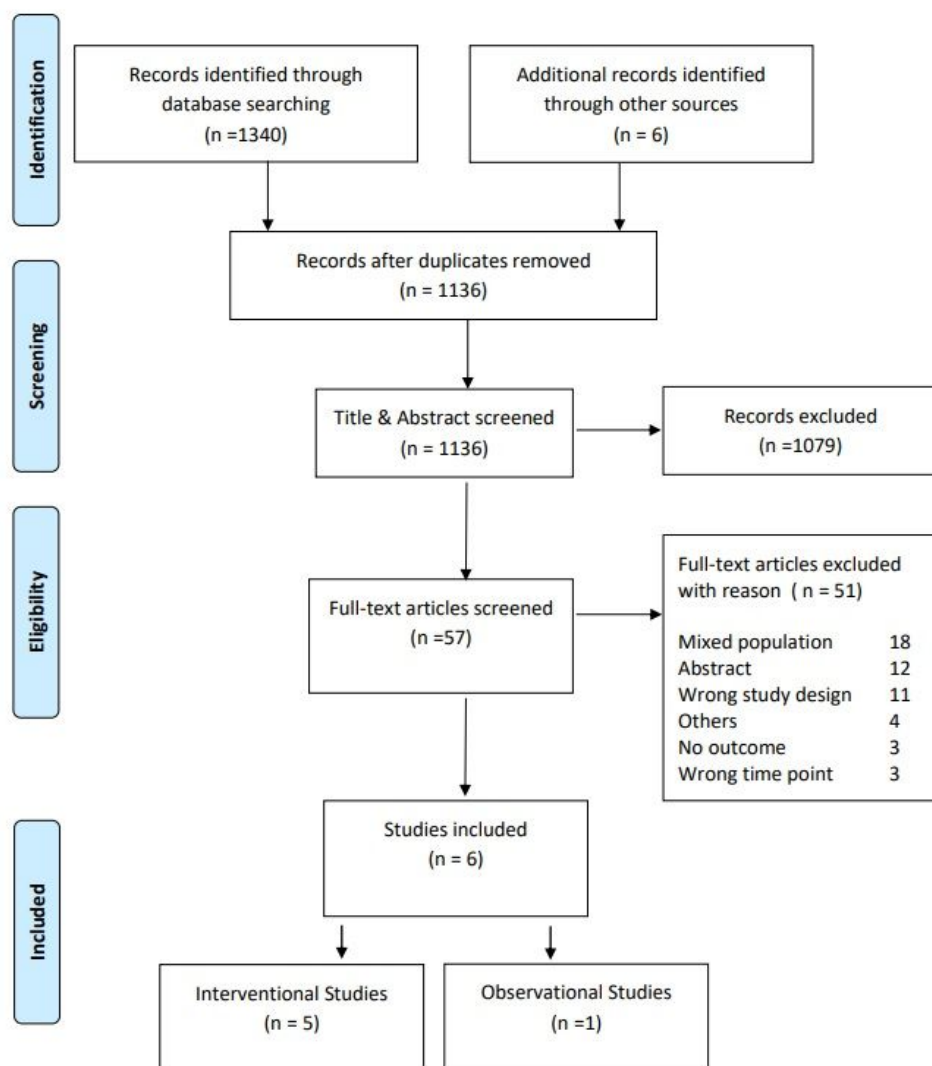 Identification
Records identified through
database searching
(n =1340)
Additional records identified
through other sources
(n = 6)
Records after duplicates removed
(n = 1136)
Screening
Title & Abstract screened
(n = 1136)
Records excluded
(n =1079)
Eligibility
Full-text articles screened
(n =57)
Full-text articles excluded
with reason ( n = 51)
Mixed population 18
Abstract 12
Wrong study design 11
Others 4
No outcome 3
Wrong time point 3
Included
Studies included
(n = 6)
Interventional Studies
(n = 5)
Observational Studies
(n =1)